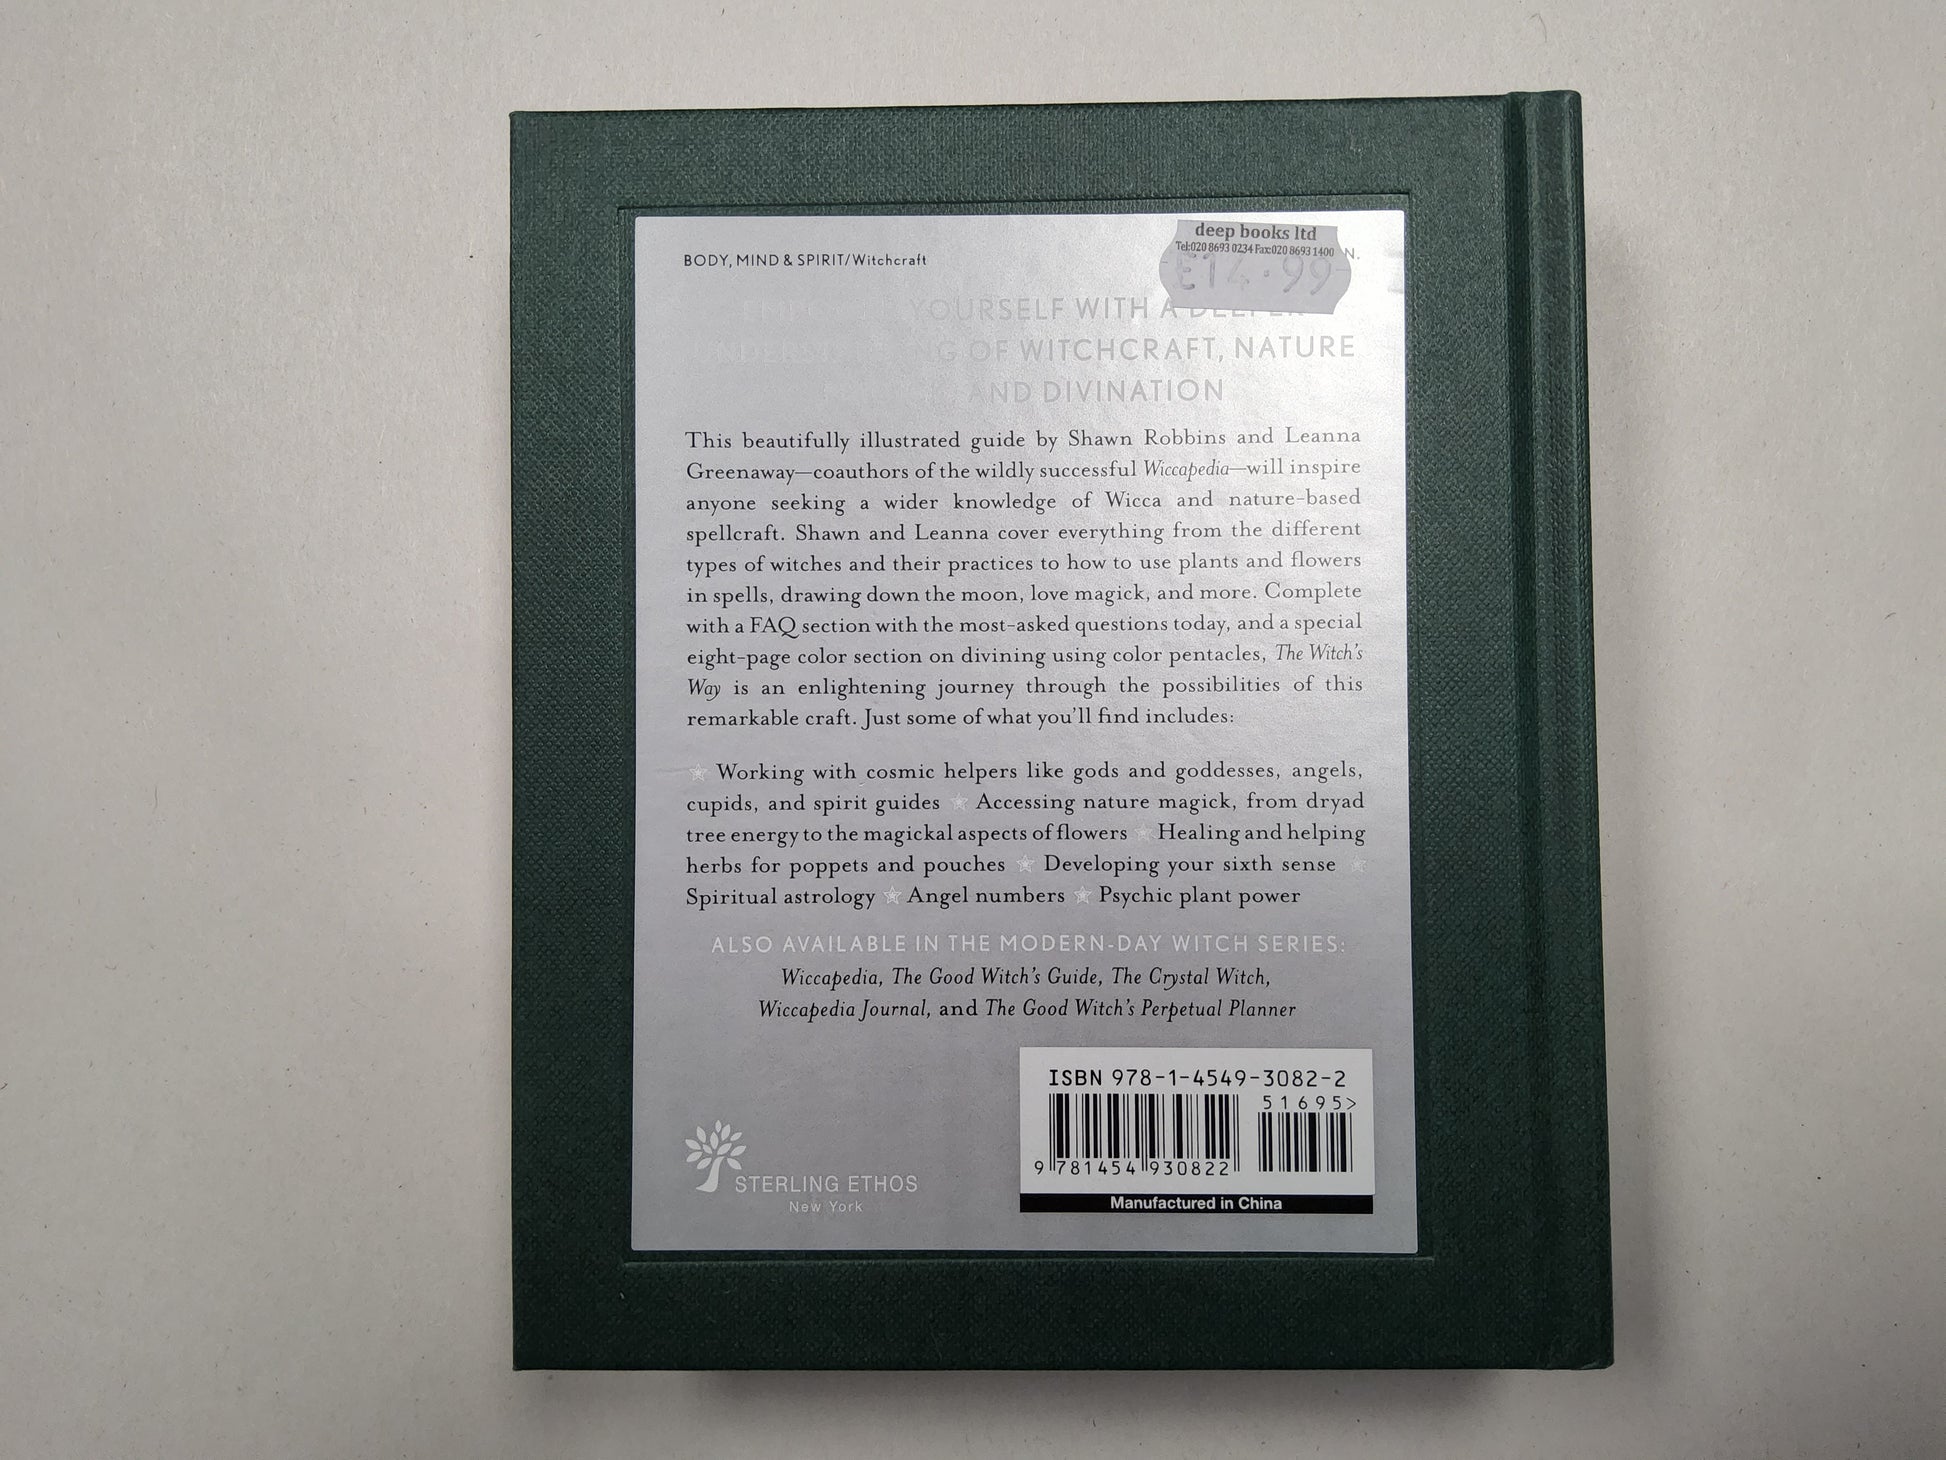 deep books ltd
Tel:020 8693 0234 Fax:020 8693 1400
£14.99
BODY, MIND & SPIRIT/Witchcraft
YOURSELF WITH A DEEPER
UNDERSTANDING OF WITCHCRAFT, NATURE
AND DIVINATION
This beautifully illustrated guide by Shawn Robbins and Leanna
Greenaway—coauthors of the wildly successful Wiccapedia—will inspire
anyone seeking a wider knowledge of Wicca and nature-based
spellcraft. Shawn and Leanna cover everything from the different
types of witches and their practices to how to use plants and flowers
in spells, drawing down the moon, love magick, and more. Complete
with a FAQ section with the most-asked questions today, and a special
eight-page color section on divining using color pentacles, The Witch's
Way is an enlightening journey through the possibilities of this
remarkable craft. Just some of what you'll find includes:
Working with cosmic helpers like gods and goddesses, angels,
cupids, and spirit guides ☆ Accessing nature magick, from dryad
tree energy to the magickal aspects of flowers ☆ Healing and helping
herbs for poppets and pouches ☆ Developing your sixth sense ☆
Spiritual astrology ☆ Angel numbers ☆ Psychic plant power
ALSO AVAILABLE IN THE MODERN-DAY WITCH SERIES:
Wiccapedia, The Good Witch's Guide, The Crystal Witch,
Wiccapedia Journal, and The Good Witch's Perpetual Planner
ISBN 978-1-4549-3082-2
51695>
9 781454 930822
Manufactured in China
STERLING ETHOS
New York